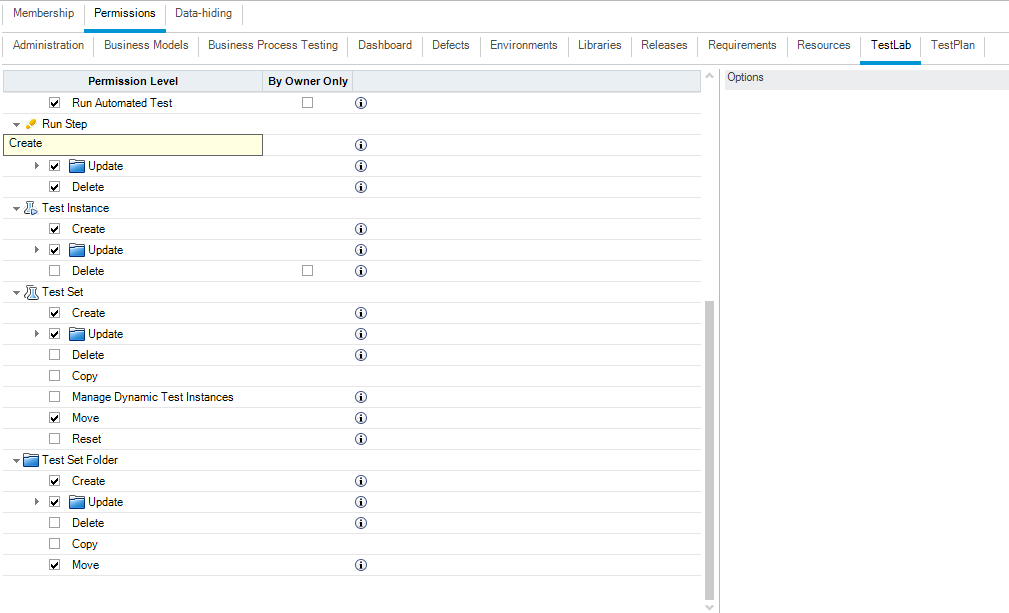 Membership Permissions Data-hiding
Administration Business Models Business Process Testing Dashboard Defects Environments Libraries Releases Requirements Resources TestLab TestPlan
Permission Level By Owner Only Options
Run Automated Test
Run Step
Create
Update
Delete
Test Instance
Create
Update
Delete
Test Set
Create
Update
Delete
Copy
Manage Dynamic Test Instances
Move
Reset
Test Set Folder
Create
Update
Delete
Copy
Move